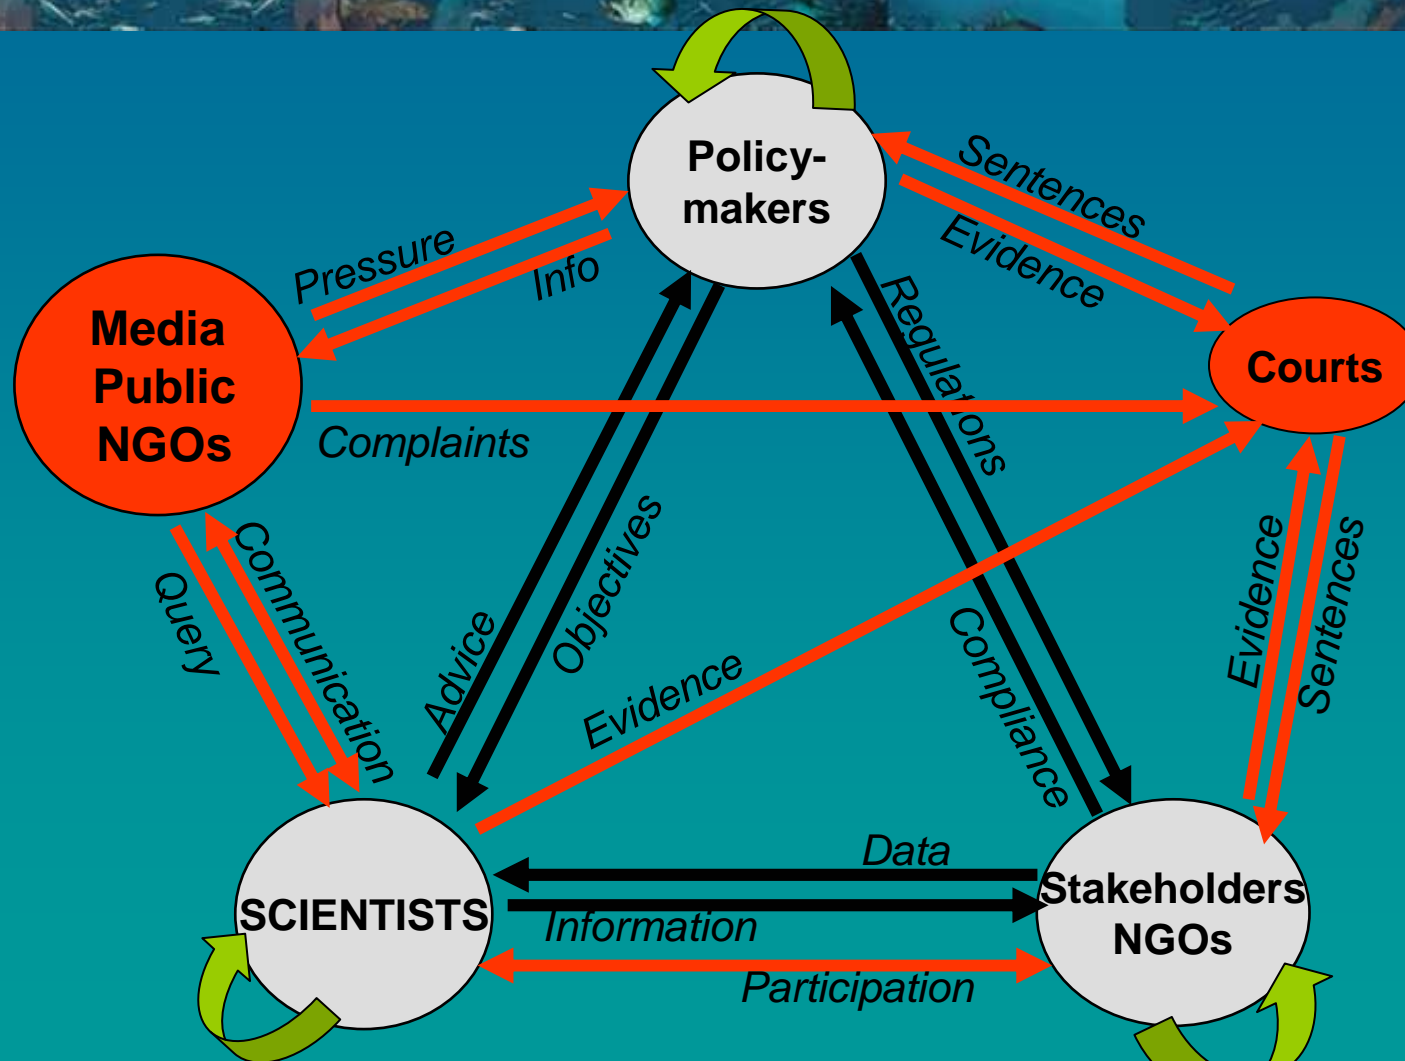 Policy-
makers
Sentences
Evidence
Pressure
Info
Regulations
Media
Public
NGOs
Courts
Complaints
Communication
Query
Advice
Objectives
Evidence
Compliance
Evidence
Sentences
Data
SCIENTISTS
Information
Stakeholders
NGOs
Participation